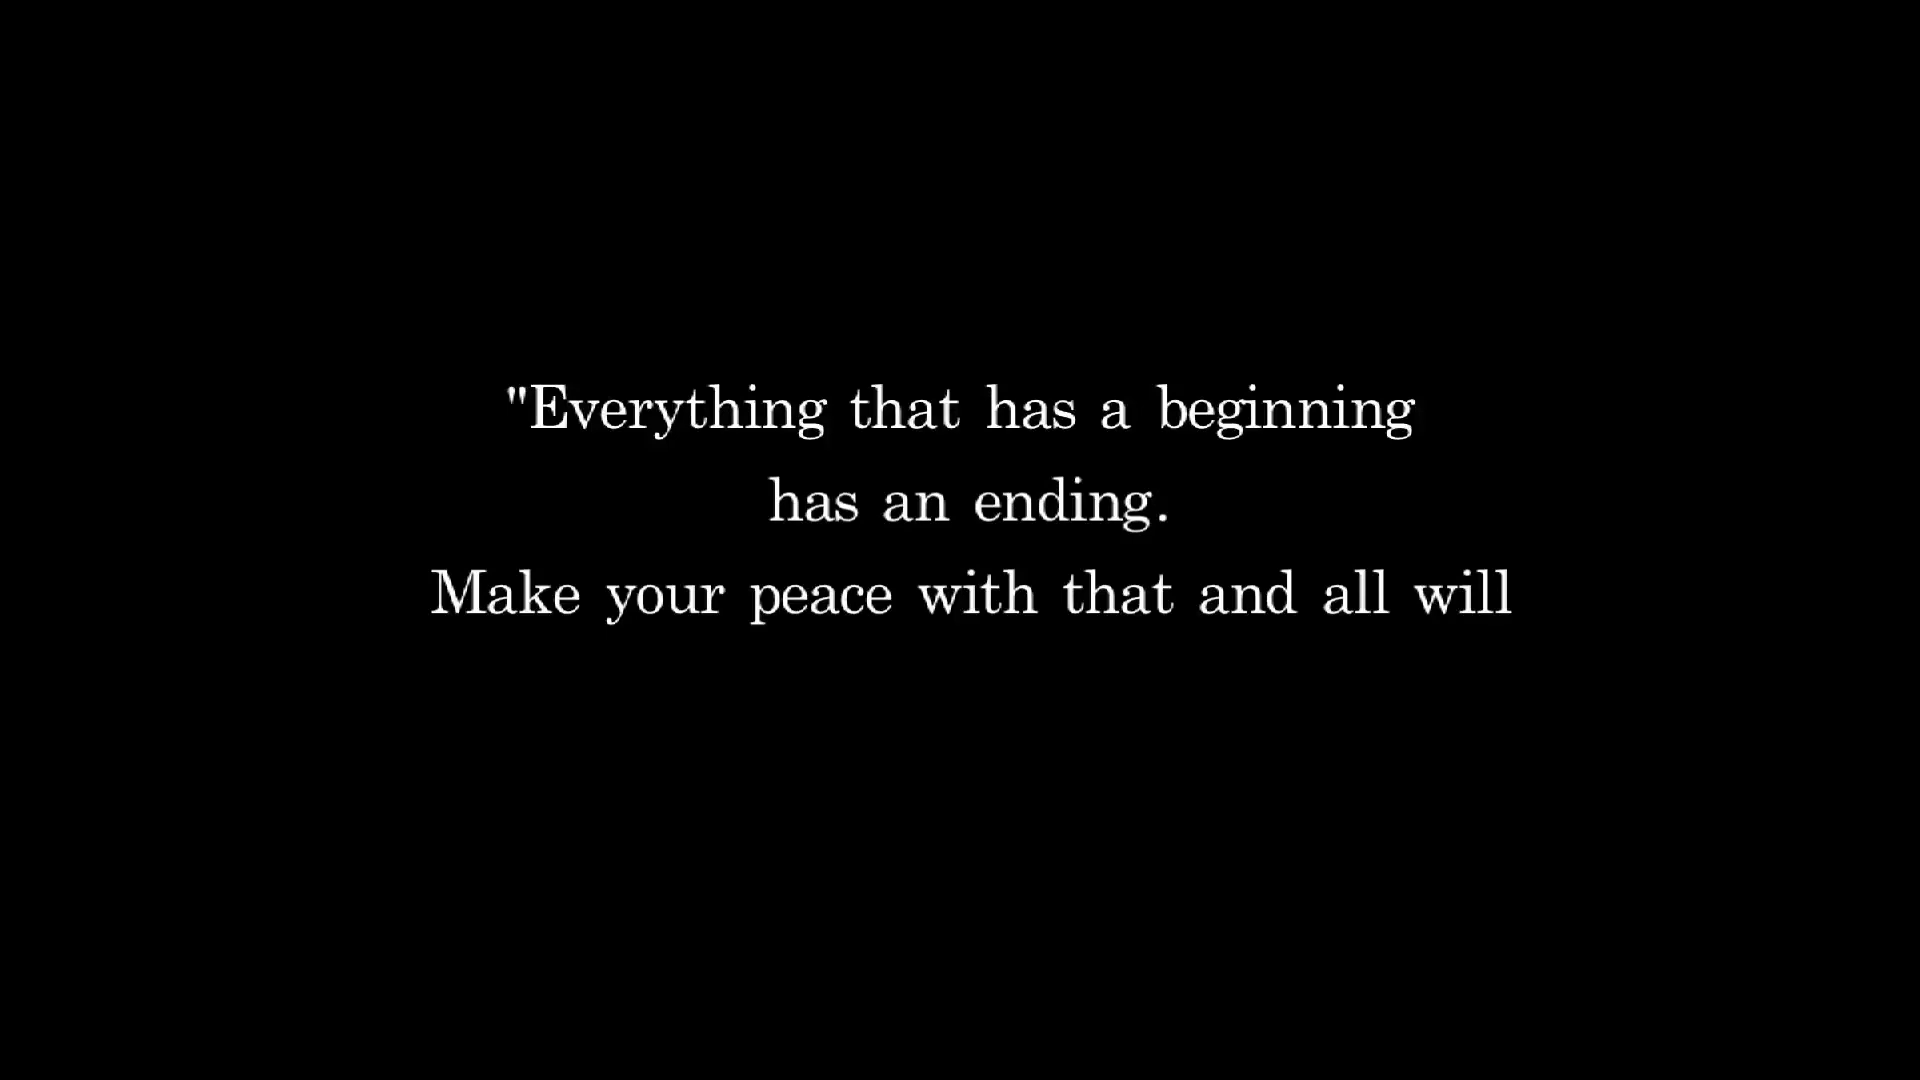 "Everything that has a beginning
has an ending.
Make your peace with that and all will